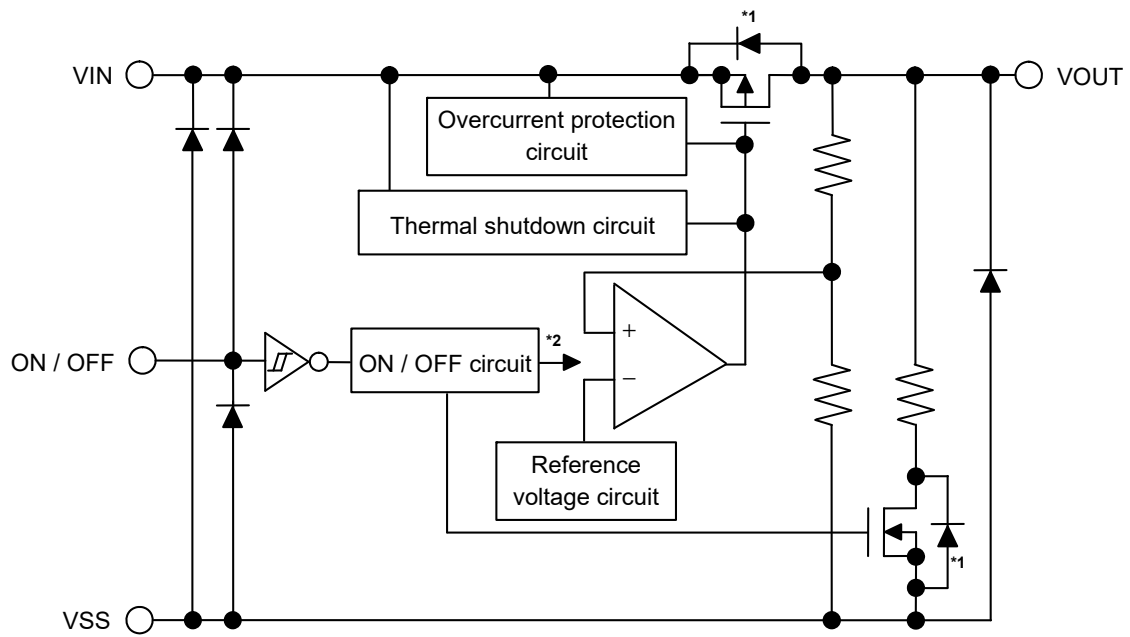 *1
VIN
VOUT
Overcurrent protection
circuit
Thermal shutdown circuit
ON / OFF
ON / OFF circuit
*2
+
−
Reference
voltage circuit
*1
VSS